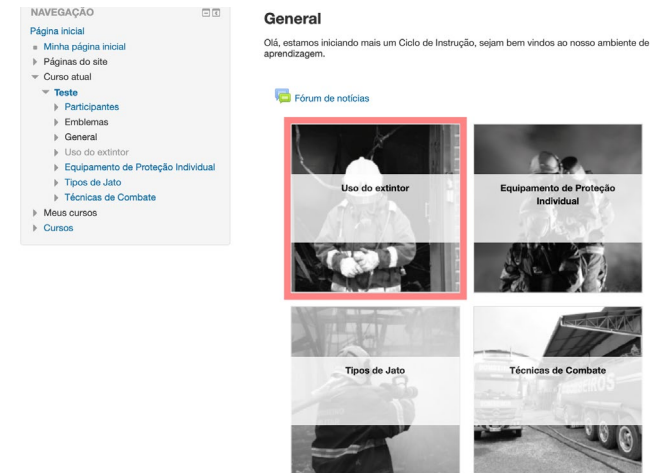 NAVEGAÇÃO
Página inicial
Minha página inicial
Páginas do site
Curso atual
Teste
Participantes
Emblemas
General
Uso do extintor
Equipamento de Proteção Individual
Tipos de Jato
Técnicas de Combate
Meus cursos
Cursos
General
Olá, estamos iniciando mais um Ciclo de Instrução, sejam bem vindos ao nosso ambiente de
aprendizagem.
Fórum de notícias
Uso do extintor
Equipamento de Proteção
Individual
Tipos de Jato
Técnicas de Combate